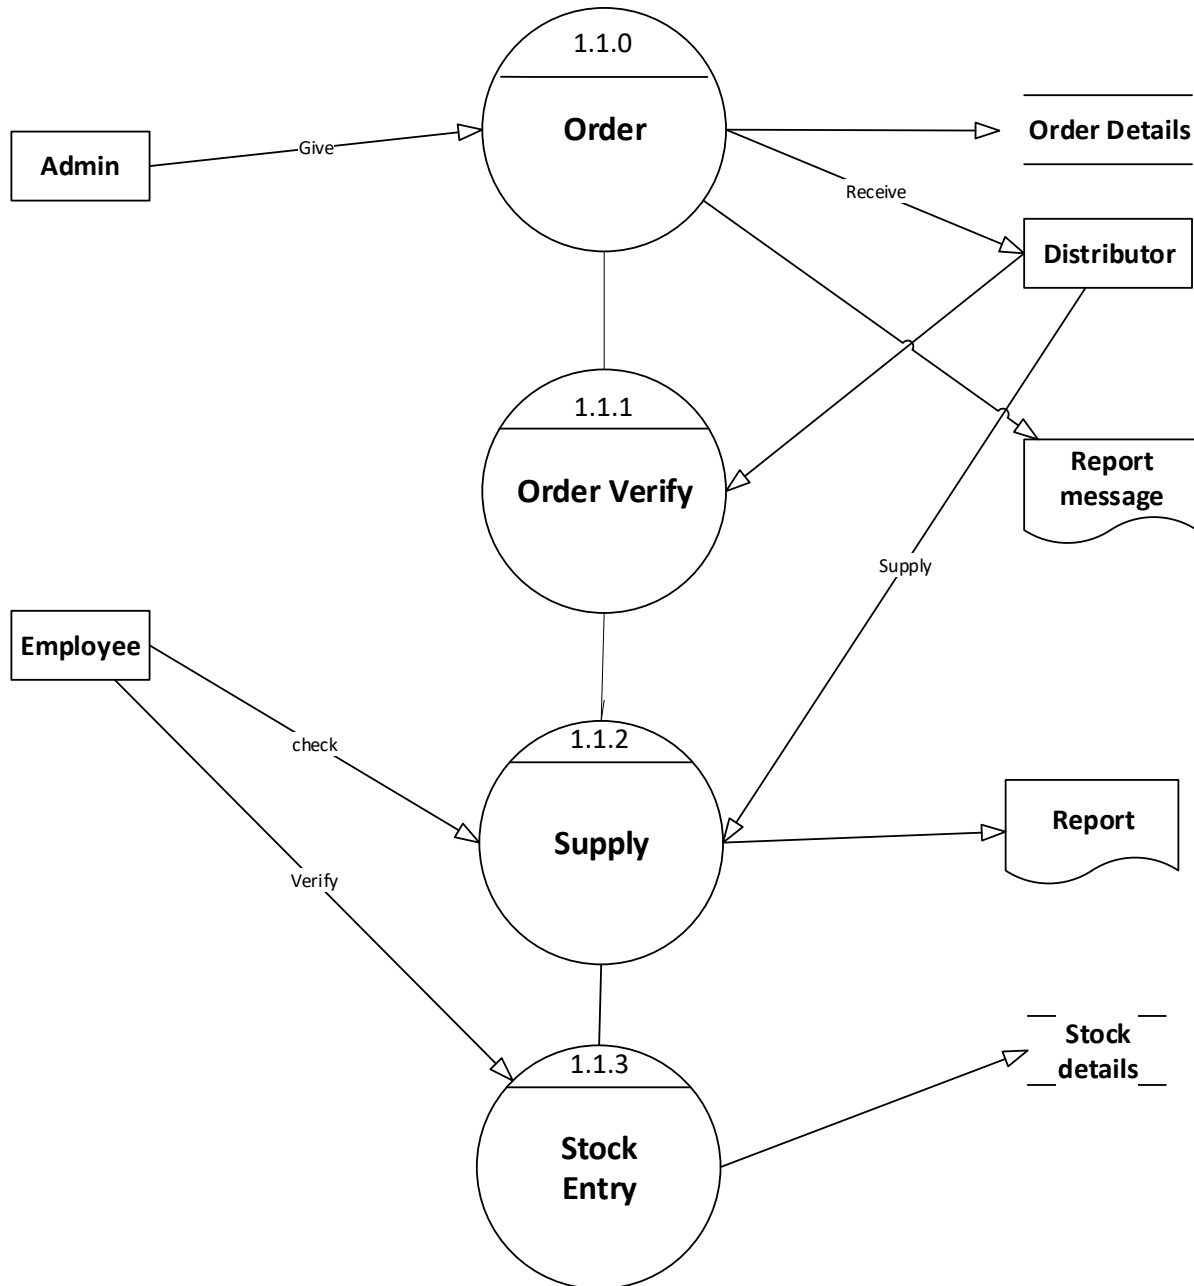 1.1.0
Order
Admin
Give
Order Details
Receive
Distributor
1.1.1
Order Verify
Report
message
Supply
Employee
check
1.1.2
Supply
Report
Verify
1.1.3
Stock
Entry
Stock
details